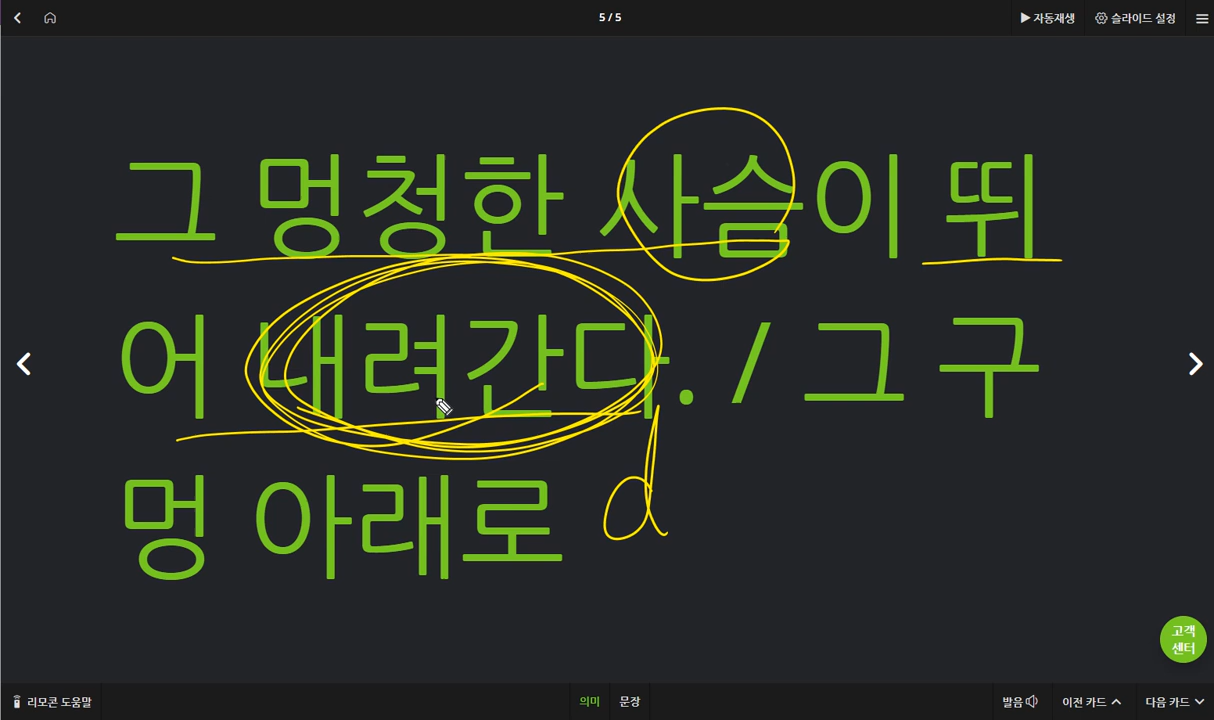 5 / 5
자동재생
슬라이드 설정
그 멍청한 사슴이 뛰
어 내려간다. / 그 구
멍 아래로
d
고객
센터
리모콘 도움말
의미
문장
발음
이전 카드
다음 카드